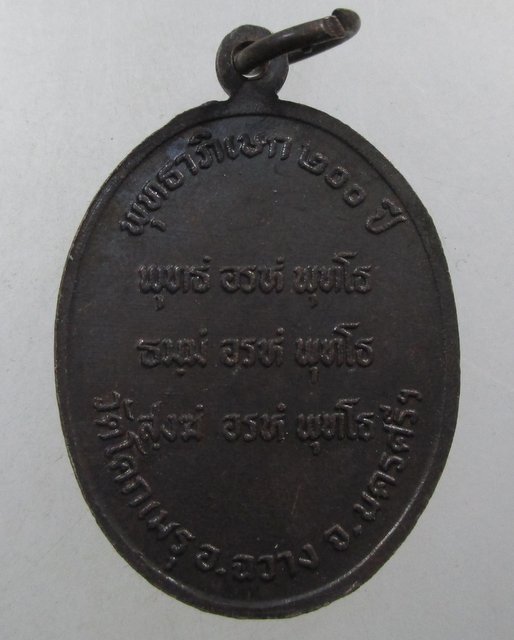 พุทธาภิเษก ๒๐๐ ปี
พุทธํ อรหํ พุทโธ
ธมฺมํ อรหํ พุทโธ
สงฺฆํ อรหํ พุทโธ
วัดโคกเมรุ อ.ฉวาง จ.นครศรีฯ